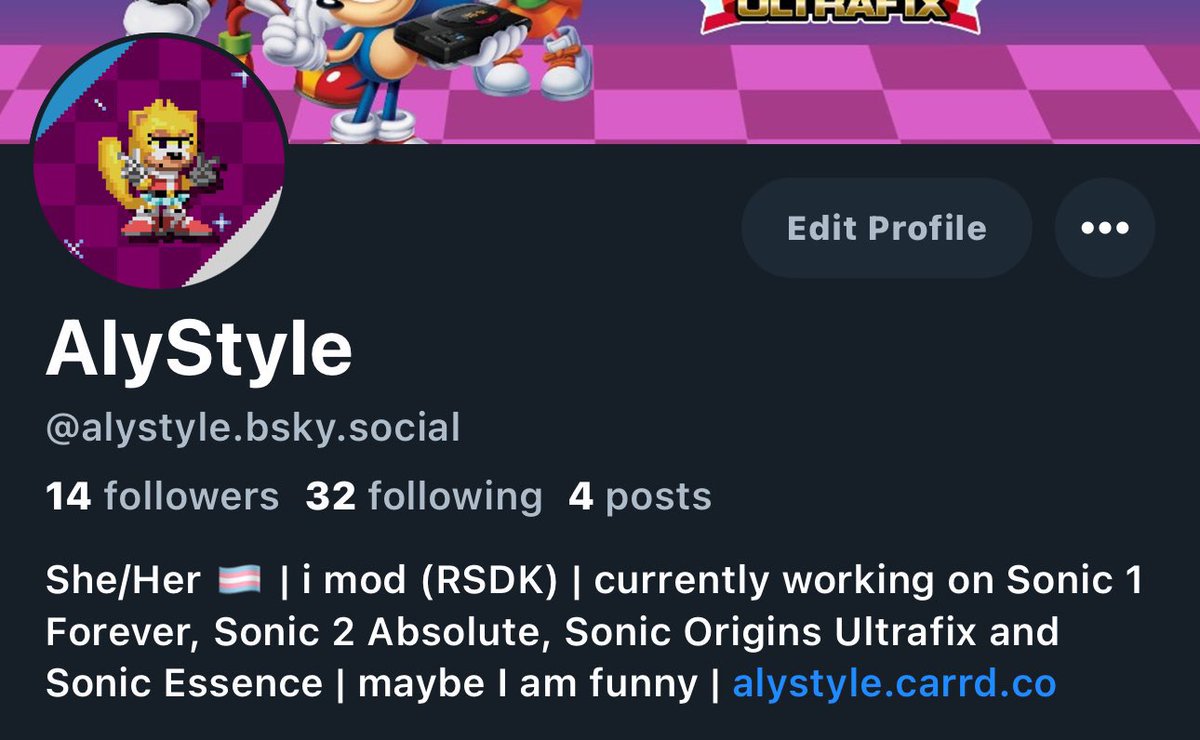 ULTRAFIX
Edit Profile
AlyStyle
@alystyle.bsky.social
14 followers 32 following 4 posts
She/Her 🏳️‍⚧️ | i mod (RSDK) | currently working on Sonic 1
Forever, Sonic 2 Absolute, Sonic Origins Ultrafix and
Sonic Essence | maybe I am funny | alystyle.carrd.co